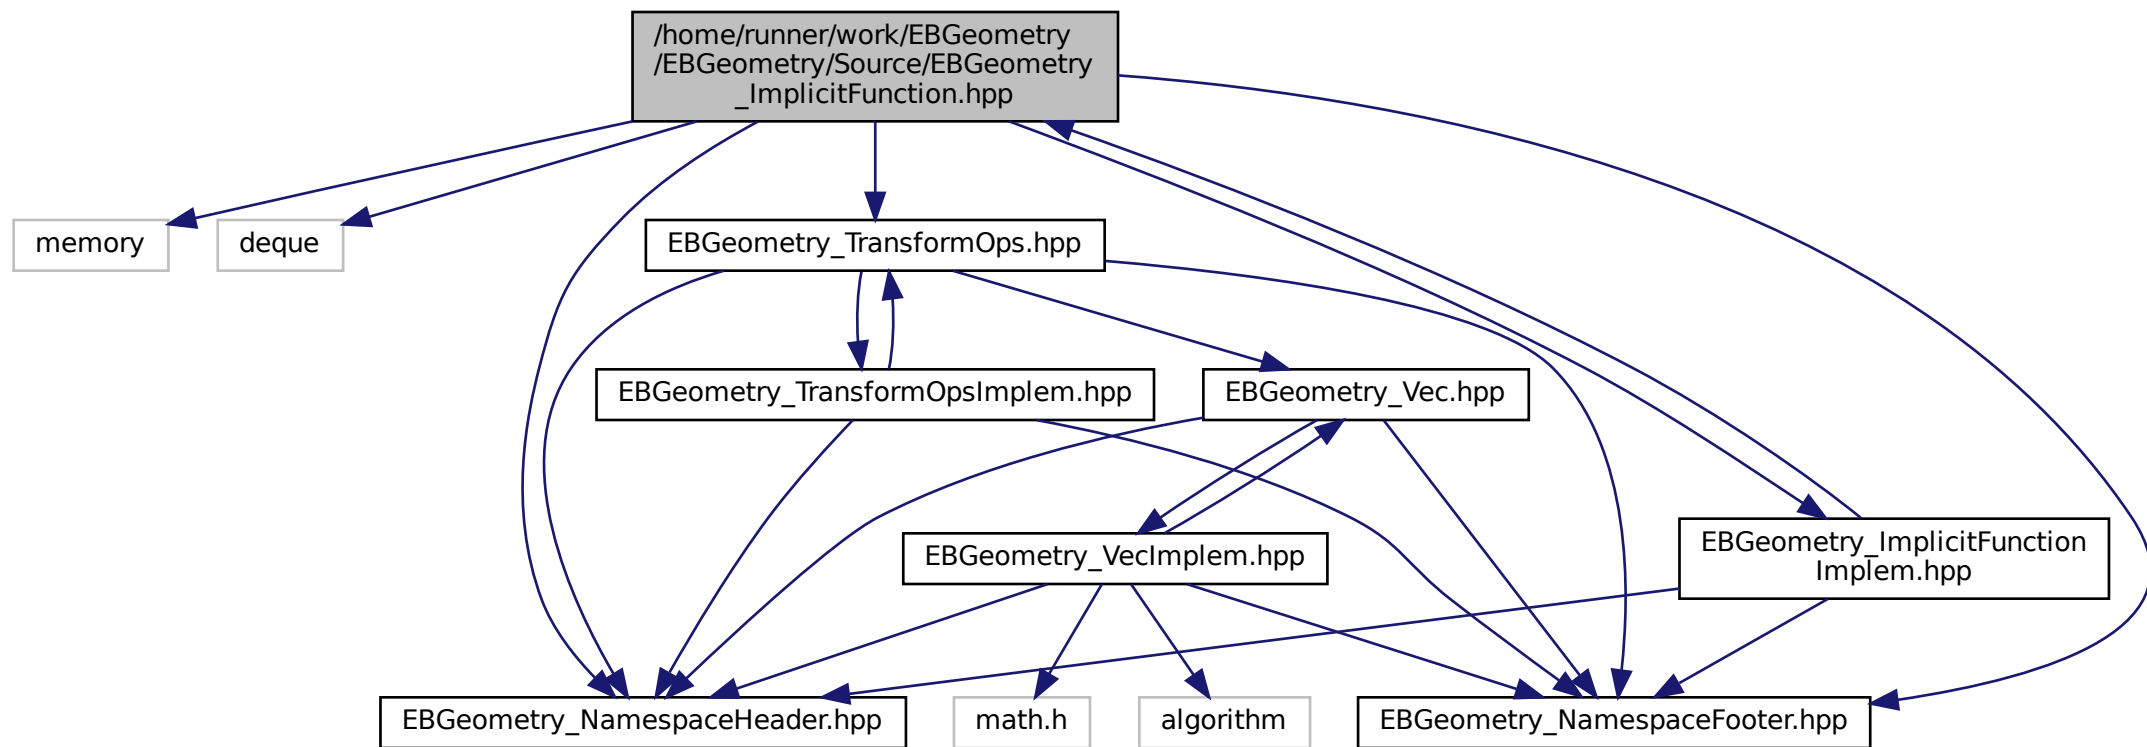 /home/runner/work/EBGeometry
/EBGeometry/Source/EBGeometry
_ImplicitFunction.hpp
memory
deque
EBGeometry_TransformOps.hpp
EBGeometry_TransformOpsImplem.hpp
EBGeometry_Vec.hpp
EBGeometry_VecImplem.hpp
EBGeometry_ImplicitFunction
Implem.hpp
EBGeometry_NamespaceHeader.hpp
math.h
algorithm
EBGeometry_NamespaceFooter.hpp